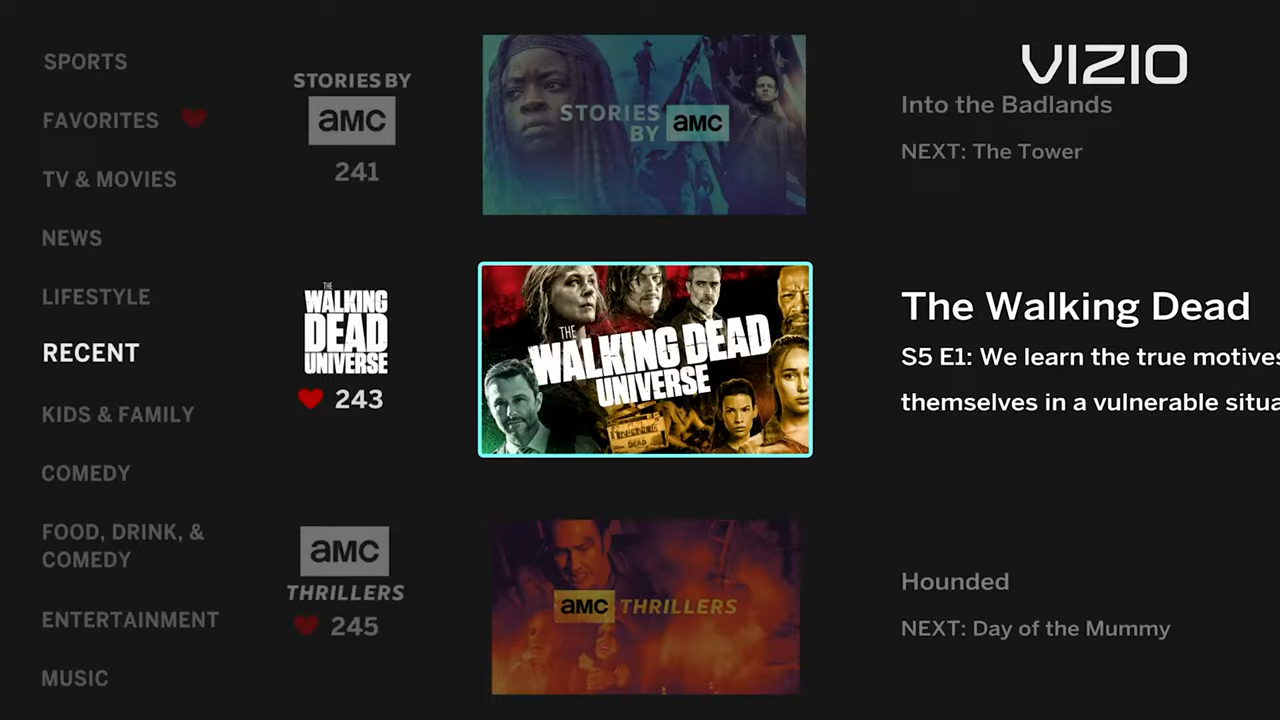 VIZIO
SPORTS
FAVORITES
TV & MOVIES
NEWS
LIFESTYLE
RECENT
KIDS & FAMILY
COMEDY
FOOD, DRINK, &
COMEDY
ENTERTAINMENT
MUSIC
STORIES BY
aMC
241
STORIES
BY aMC
Into the Badlands
NEXT: The Tower
THE
WALKING
DEAD
UNIVERSE
243
THE
WALKING DEAD
UNIVERSE
DEAD
The Walking Dead
S5 E1: We learn the true motives
themselves in a vulnerable situa
aMC
THRILLERS
245
aMC THRILLERS
Hounded
NEXT: Day of the Mummy